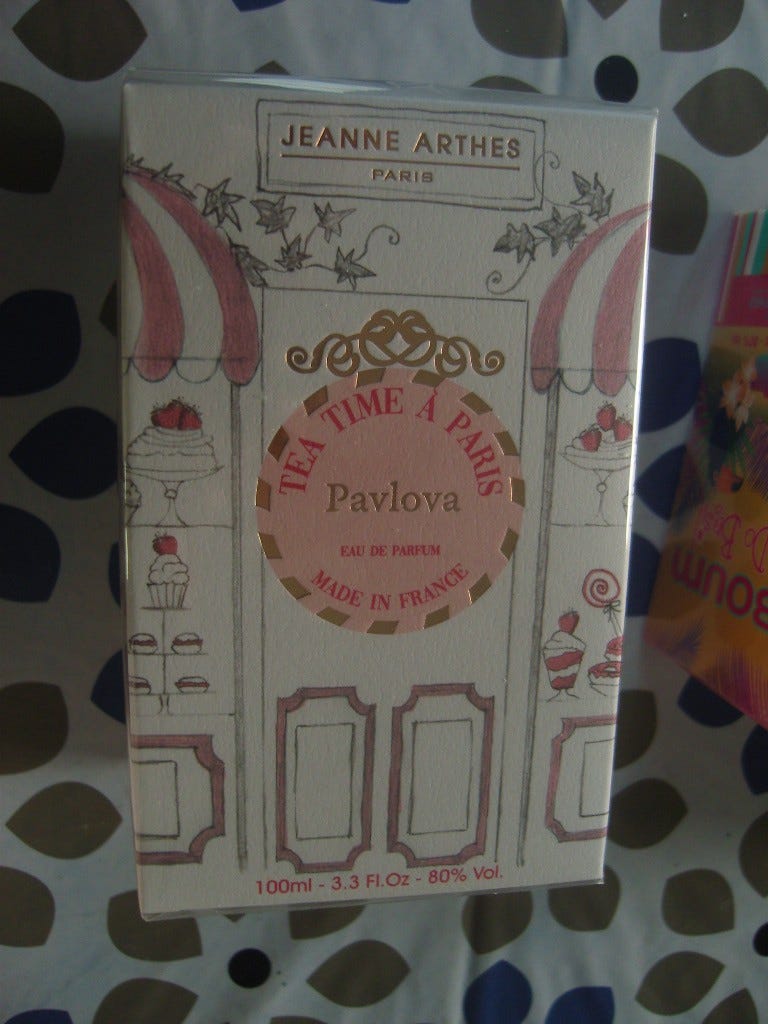 JEANNE ARTHES
PARIS
TEA TIME À PARIS
Pavlova
EAU DE PARFUM
MADE IN FRANCE
100ml - 3.3 Fl.Oz - 80% Vol.
BOUM